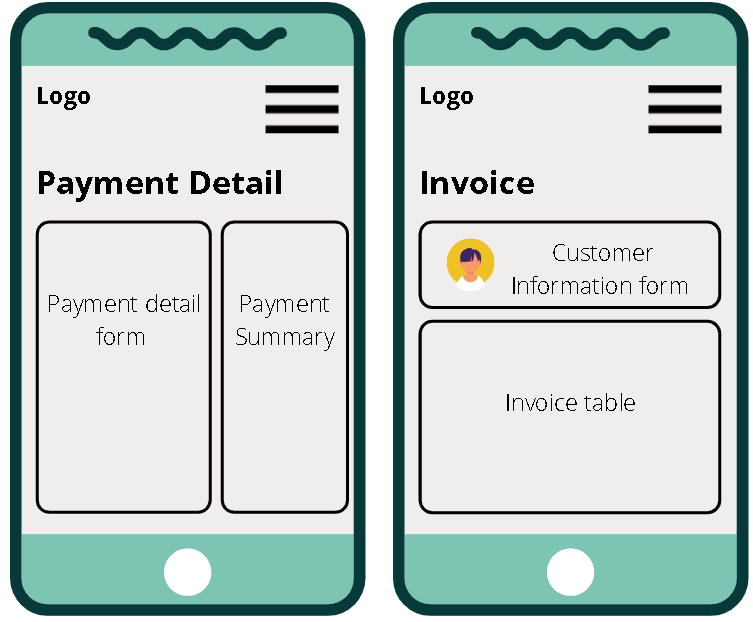 Logo
Payment Detail
Payment detail
form
Payment
Summary
Logo
Invoice
Customer
Information form
Invoice table